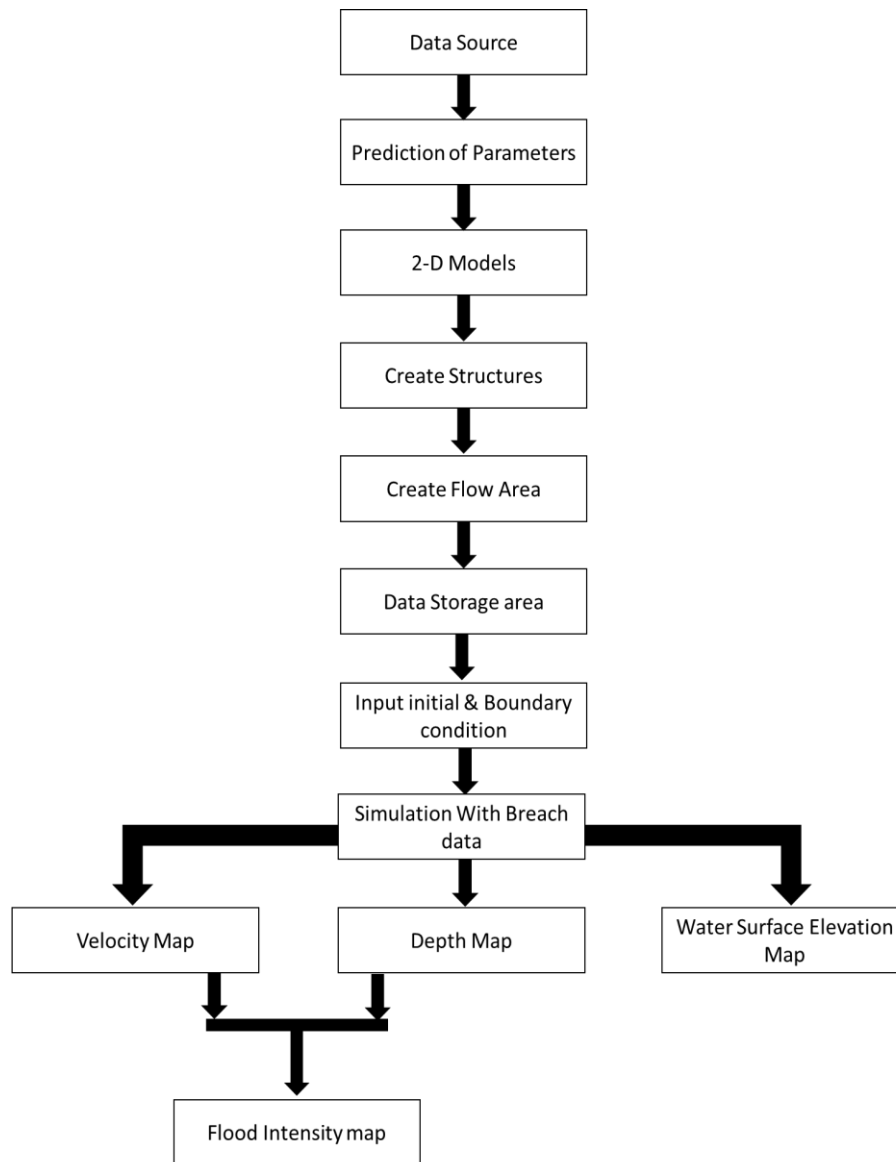 Data Source
Prediction of Parameters
2-D Models
Create Structures
Create Flow Area
Data Storage area
Input initial & Boundary
condition
Simulation With Breach
data
Velocity Map
Depth Map
Water Surface Elevation
Map
Flood Intensity map